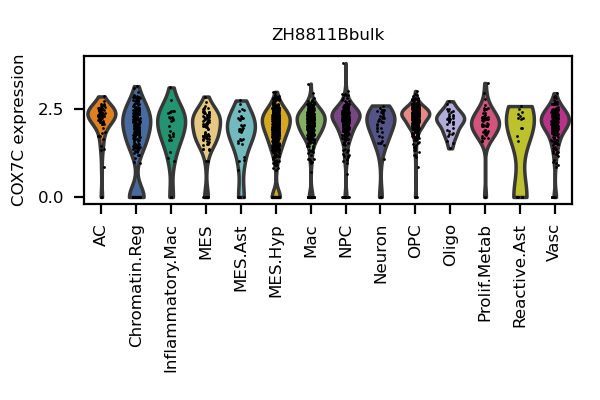 ZH8811Bbulk
COX7C expression
2.5
0.0
AC
Chromatin.Reg
Inflammatory.Mac
MES
MES.Ast
MES.Hyp
Mac
NPC
Neuron
OPC
Oligo
Prolif.Metab
Reactive.Ast
Vasc